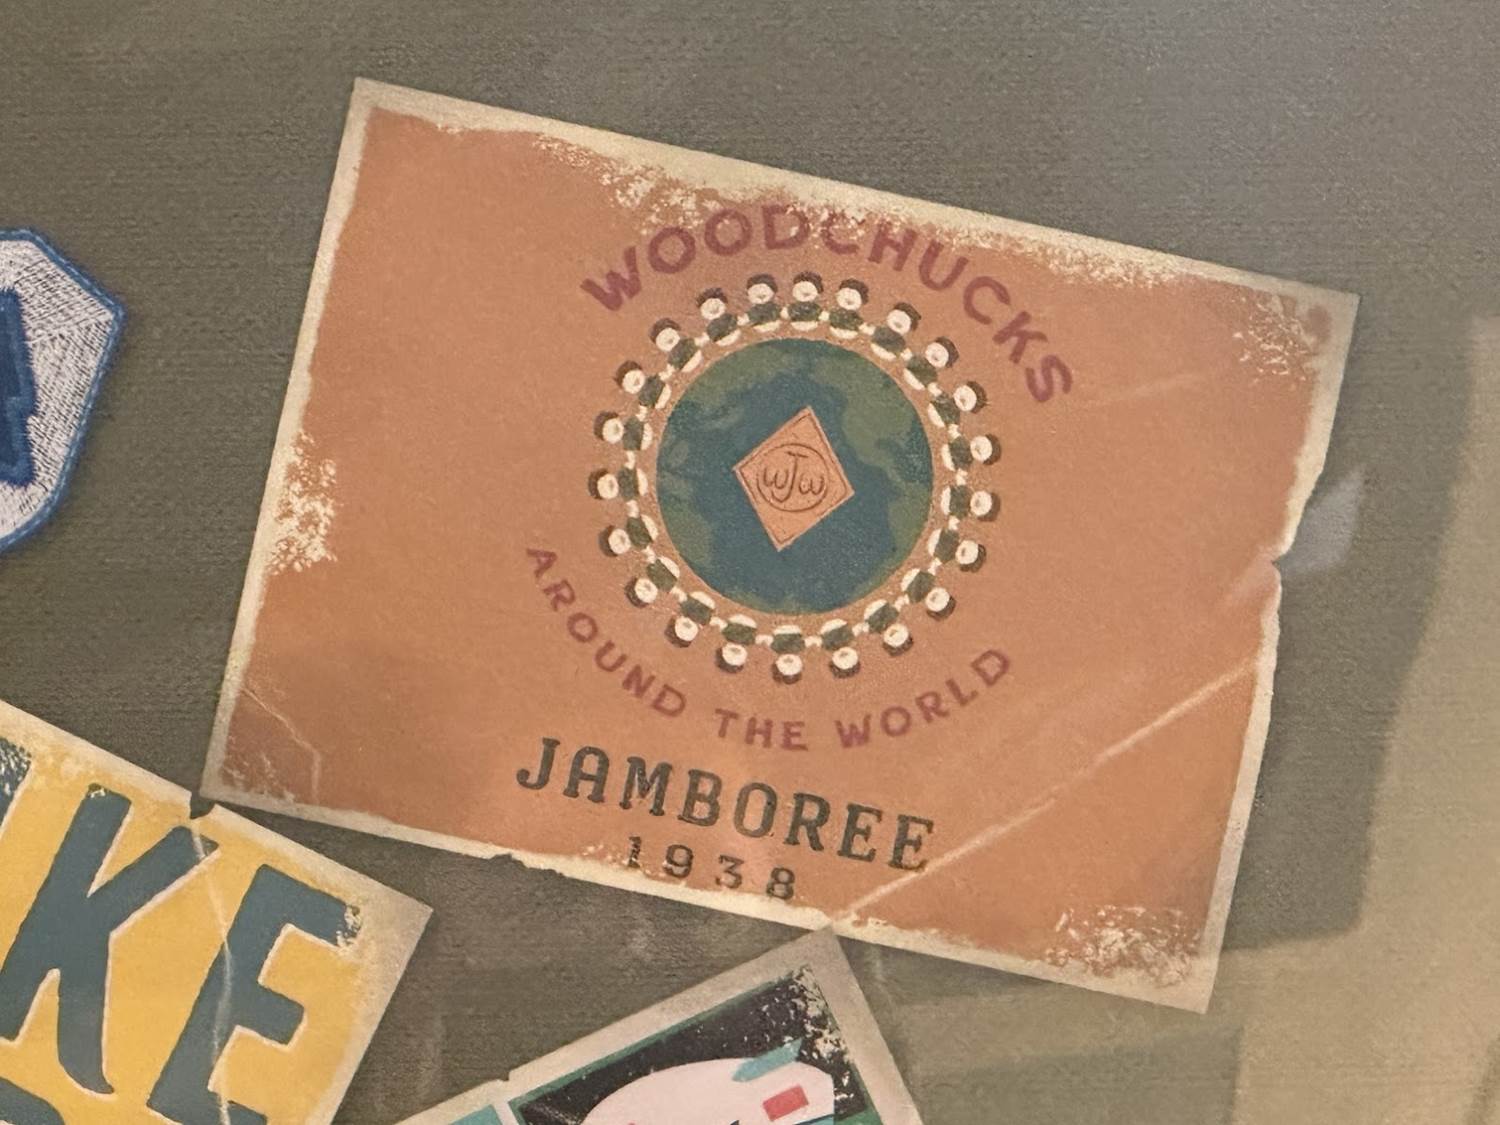 WOODCHUCKS
WJW
AROUND THE WORLD
JAMBOREE
1938
KE